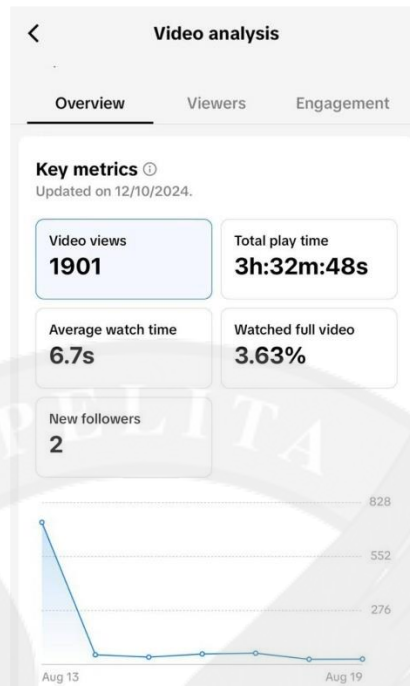 Video analysis
Overview Viewers Engagement
Key metrics
Updated on 12/10/2024.
Video views
1901
Total play time
3h:32m:48s
Average watch time
6.7s
Watched full video
3.63%
New followers
2
828
552
276
Aug 13 Aug 19
PELITA